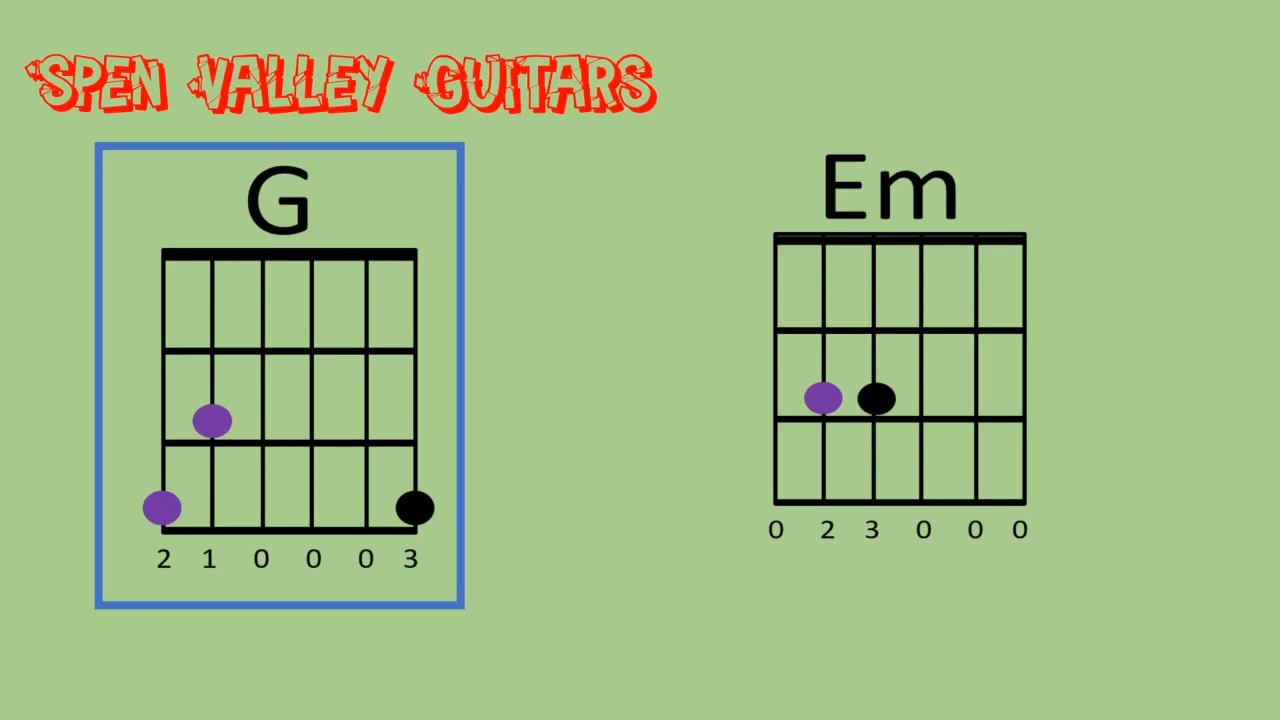 SPEN VALLEY GUITARS
G
2 1 0 0 0 3
Em
0 2 3 0 0 0